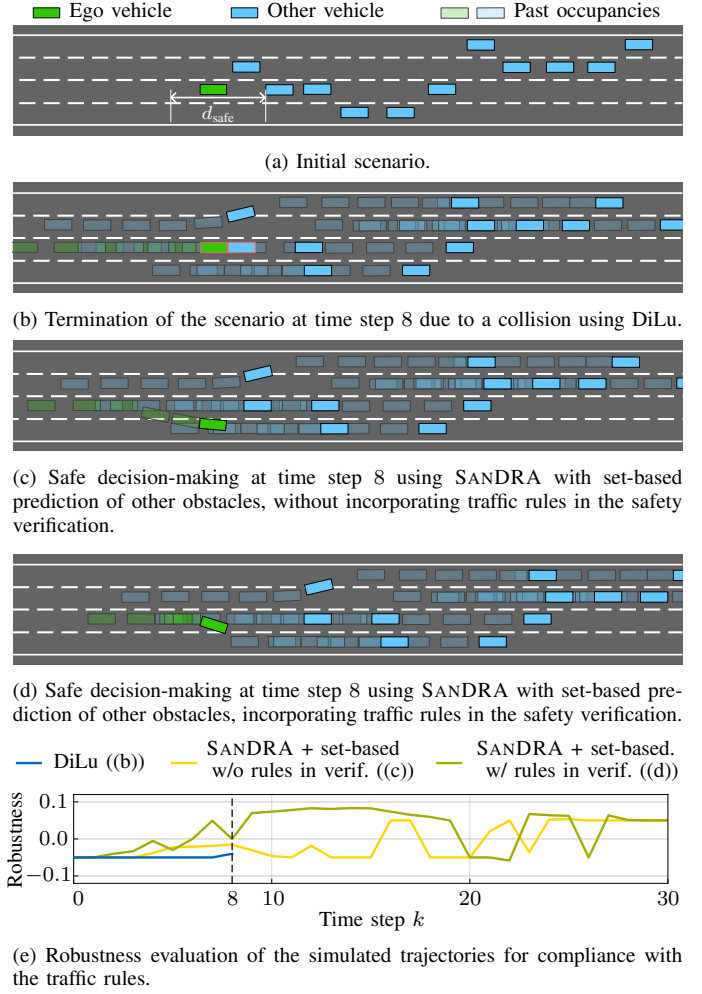 Ego vehicle Other vehicle Past occupancies
d_safe
(a) Initial scenario.
(b) Termination of the scenario at time step 8 due to a collision using DiLu.
(c) Safe decision-making at time step 8 using SANDRA with set-based
prediction of other obstacles, without incorporating traffic rules in the safety
verification.
(d) Safe decision-making at time step 8 using SANDRA with set-based pre-
diction of other obstacles, incorporating traffic rules in the safety verification.
DiLu ((b))
SANDRA + set-based
w/o rules in verif. ((c))
SANDRA + set-based.
w/ rules in verif. ((d))
Robustness
0.1
0.0
−0.1
0 8 10 20 30
Time step k
(e) Robustness evaluation of the simulated trajectories for compliance with
the traffic rules.